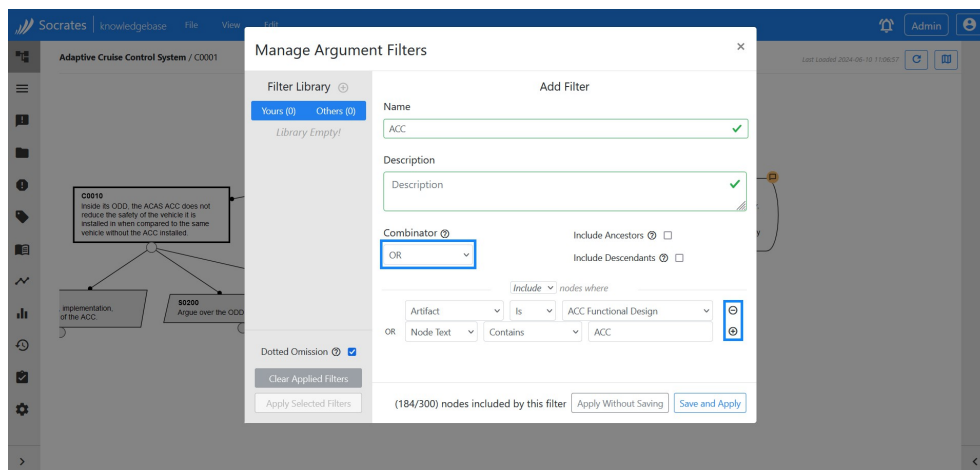 Socrates knowledgebase File View Edit
Admin
Adaptive Cruise Control System / C0001
Last Loaded 2024-06-10 11:06:57
C0010
Inside its ODD, the ACAS ACC does not
reduce the safety of the vehicle it is
installed in when compared to the same
vehicle without the ACC installed.
implementation,
of the ACC.
S0200
Argue over the ODD
y
Manage Argument Filters
×
Filter Library
Yours (0) Others (0)
Library Empty!
Dotted Omission
Clear Applied Filters
Apply Selected Filters
Add Filter
Name
ACC
Description
Description
Combinator
Include Ancestors
OR
Include Descendants
Include nodes where
Artifact Is ACC Functional Design
OR Node Text Contains ACC
(184/300) nodes included by this filter Apply Without Saving Save and Apply